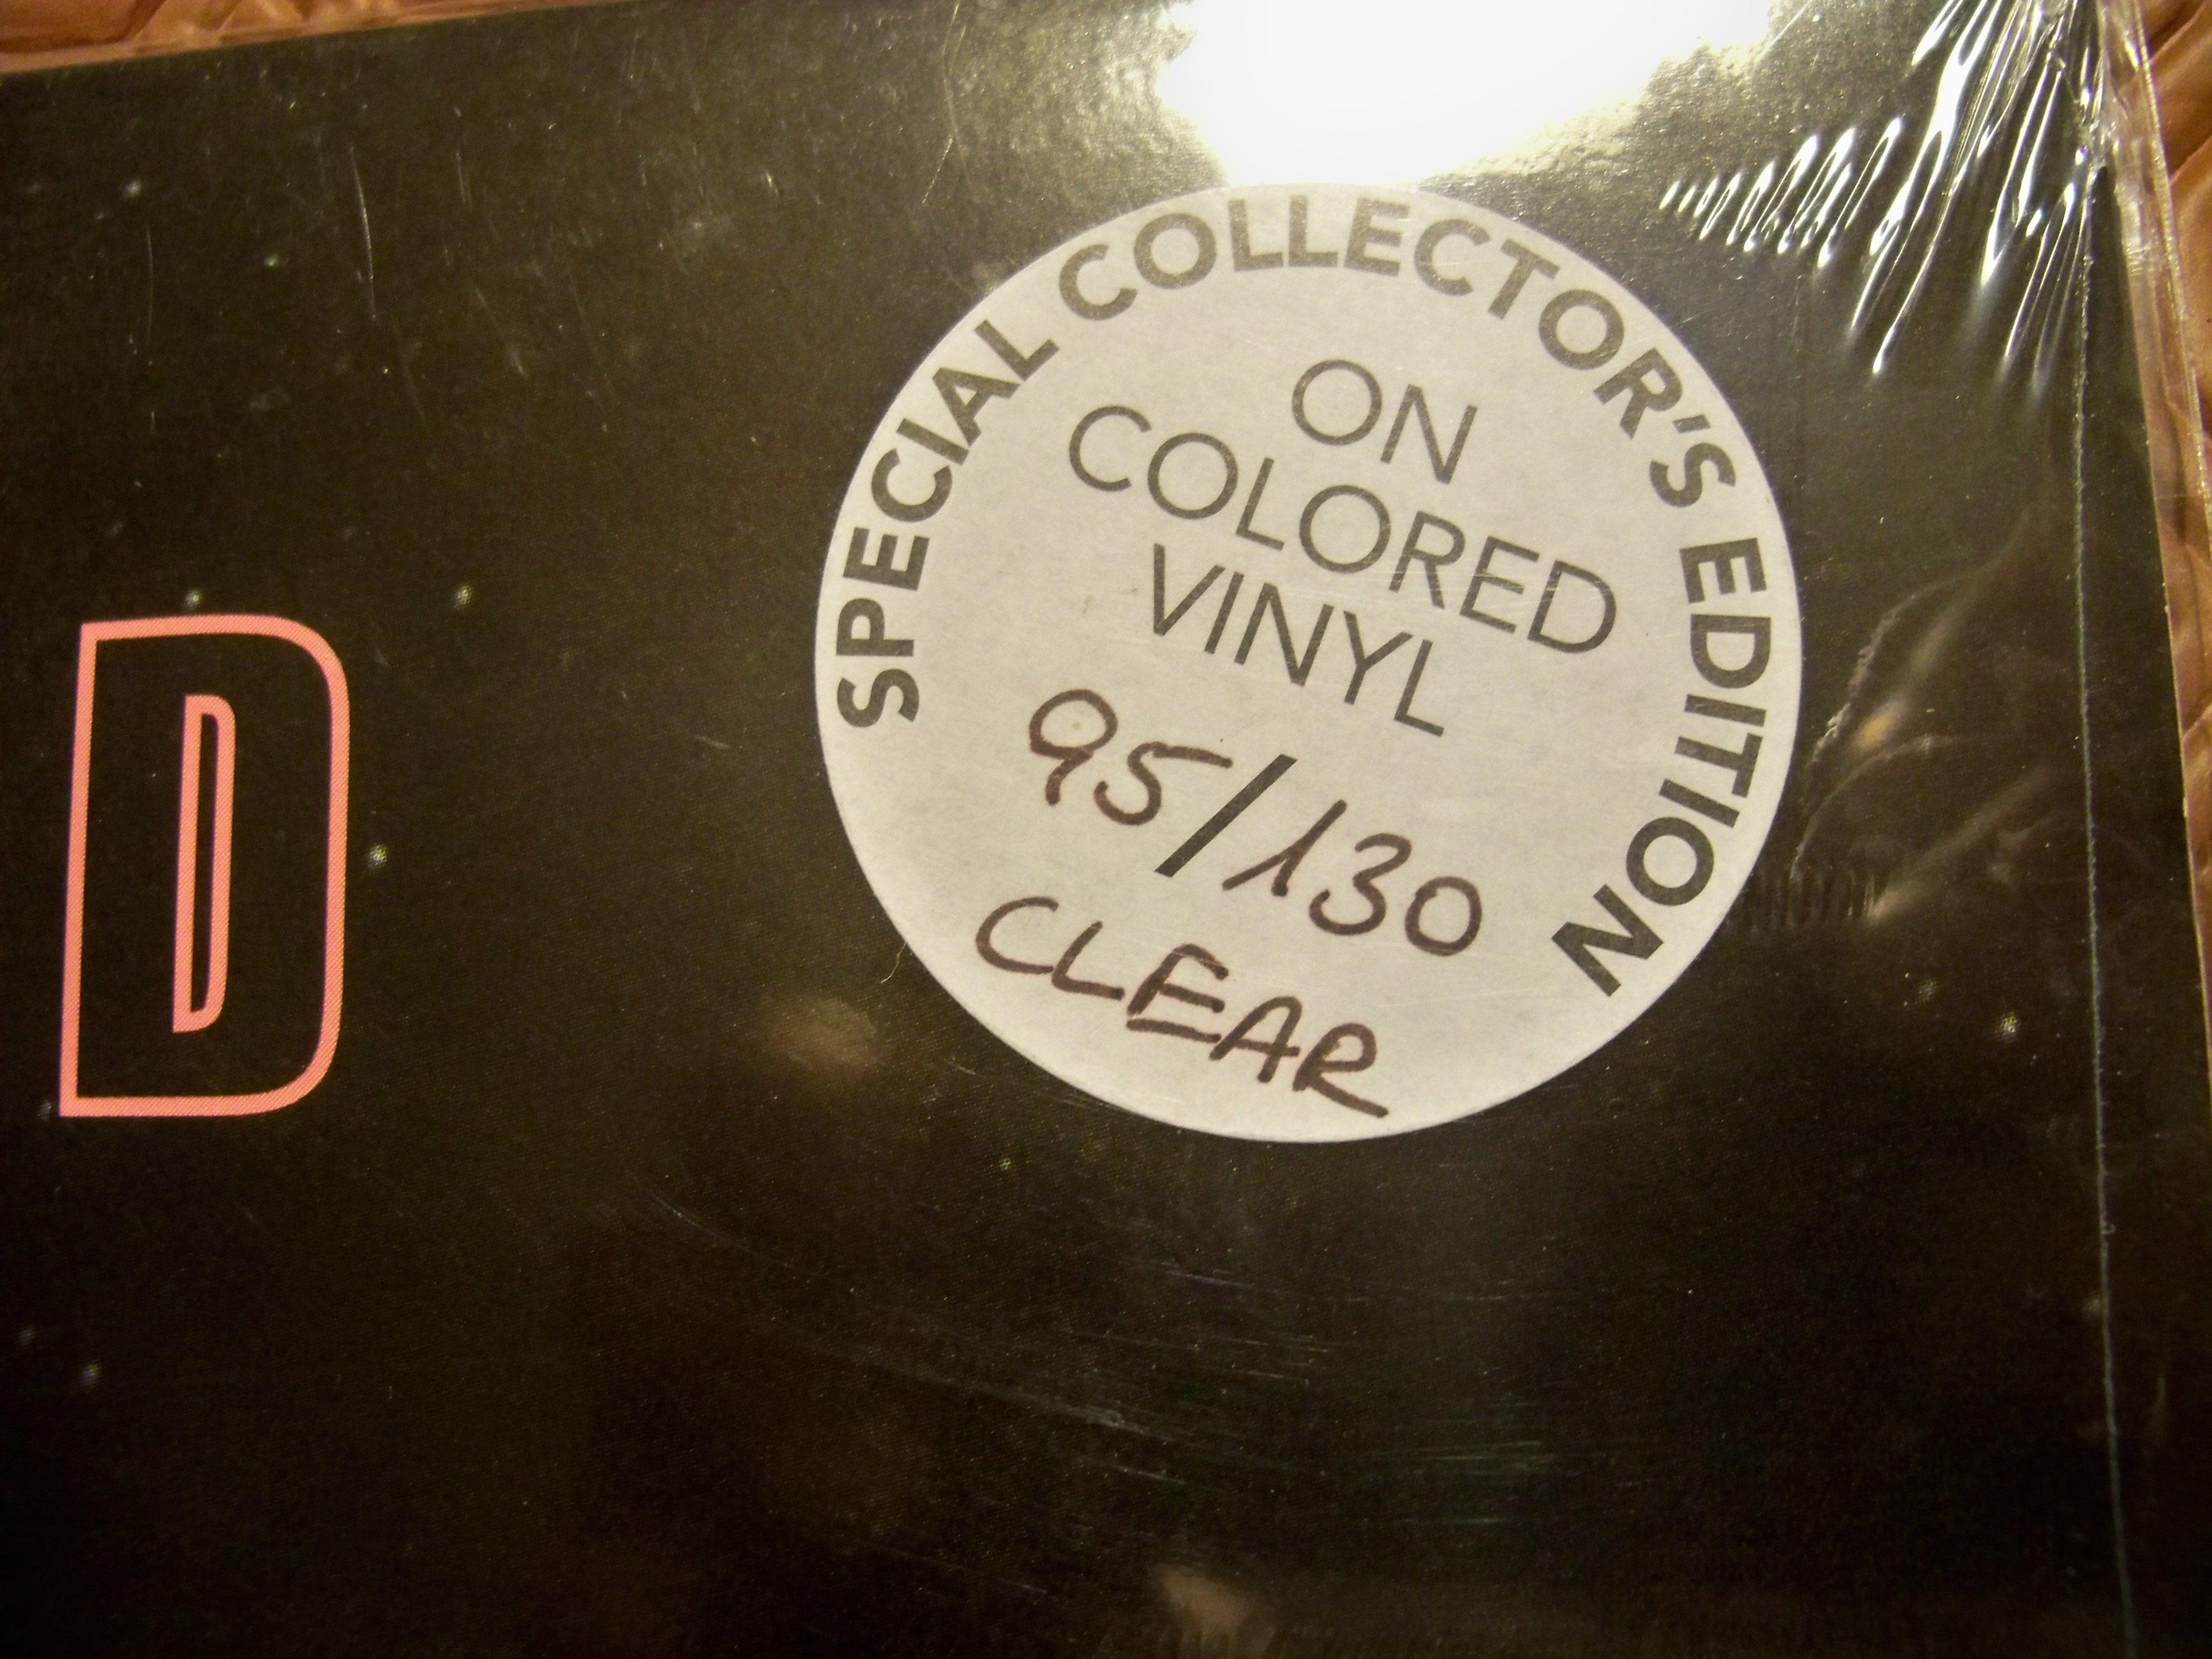 D
SPECIAL COLLECTOR'S EDITION
ON
COLORED
VINYL
95/130
CLEAR